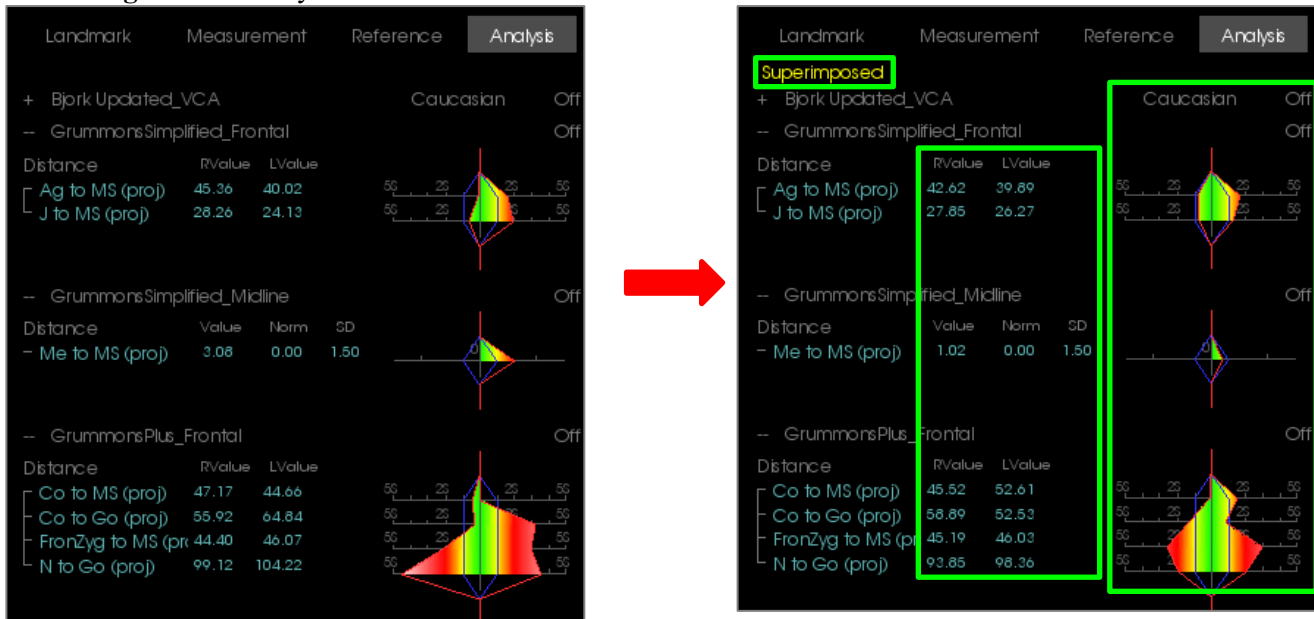 Landmark Measurement Reference Analysis
+ Bjork Updated_VCA Caucasian Off
-- GrummonsSimplified_Frontal Off
Distance RValue LValue
Ag to MS (proj) 45.36 40.02
J to MS (proj) 28.26 24.13
-- GrummonsSimplified_Midline Off
Distance Value Norm SD
- Me to MS (proj) 3.08 0.00 1.50
-- GrummonsPlus_Frontal Off
Distance RValue LValue
Co to MS (proj) 47.17 44.66
Co to Go (proj) 55.92 64.84
FronZyg to MS (pr 44.40 46.07
N to Go (proj) 99.12 104.22
Landmark Measurement Reference Analysis
Superimposed
+ Bjork Updated_VCA Caucasian Off
-- GrummonsSimplified_Frontal Off
Distance RValue LValue
Ag to MS (proj) 42.62 39.89
J to MS (proj) 27.85 26.27
-- GrummonsSimplified_Midline Off
Distance Value Norm SD
- Me to MS (proj) 1.02 0.00 1.50
-- GrummonsPlus_Frontal Off
Distance RValue LValue
Co to MS (proj) 45.52 52.61
Co to Go (proj) 58.89 52.53
FronZyg to MS (pr 45.19 46.03
N to Go (proj) 93.85 98.36